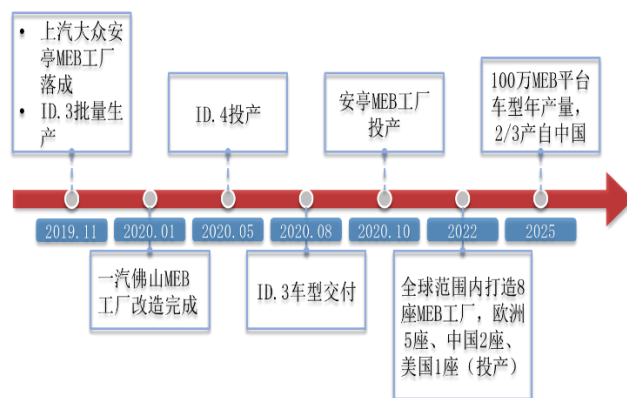 • 上汽大众安
亭MEB工厂
落成
• ID.3批量生
产
ID.4投产
安亭MEB工厂
投产
100万MEB平台
车型年产量，
2/3产自中国
2019.11
2020.01
2020.05
2020.08
2020.10
2022
2025
一汽佛山MEB
工厂改造完成
ID.3车型交付
全球范围内打造8
座MEB工厂，欧洲
5座、中国2座、
美国1座（投产）